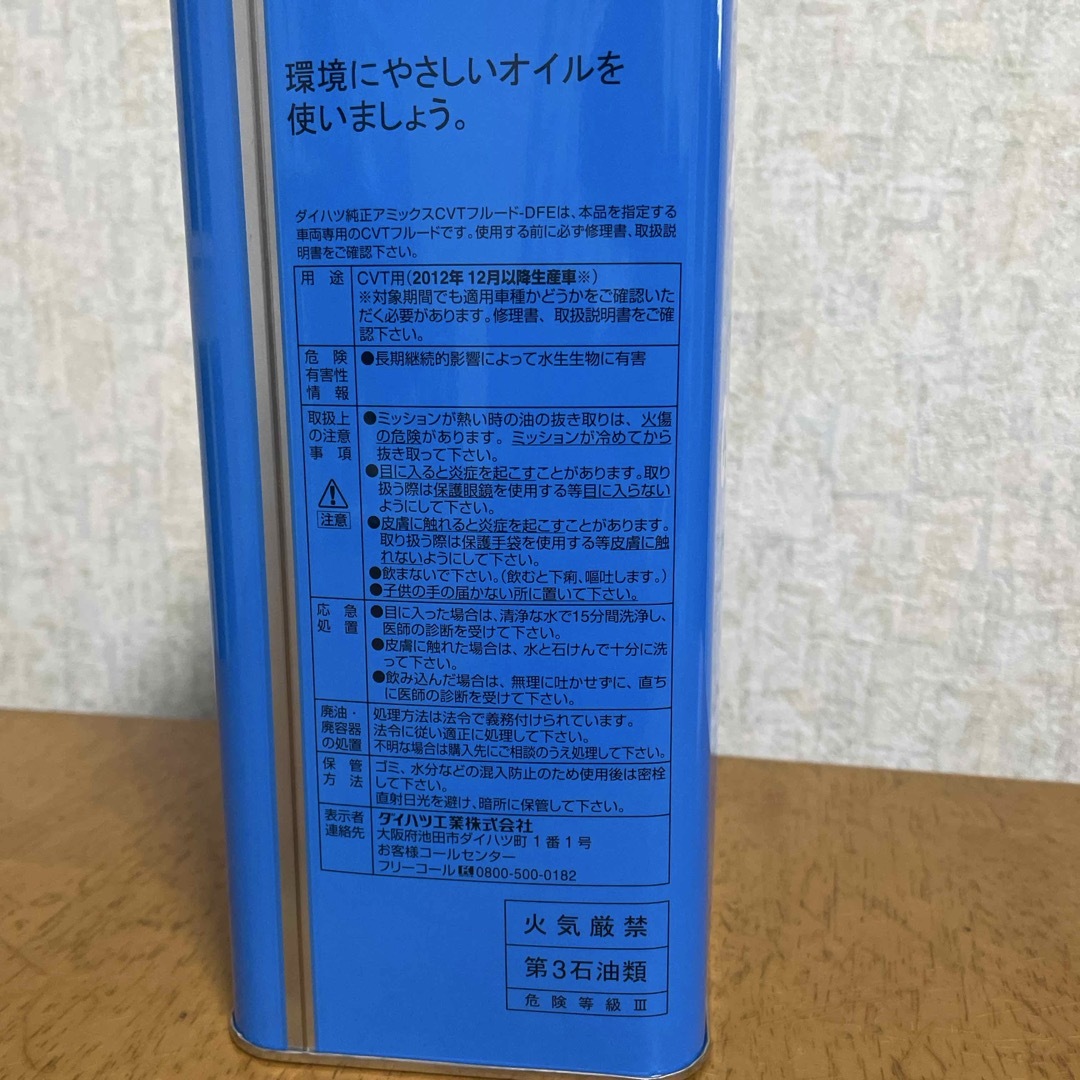 環境にやさしいオイルを
使いましょう。
ダイハツ純正アミックスCVTフルード-DFEは、本品を指定する
車両専用のCVTフルードです。使用する前に必ず修理書、取扱説
明書をご確認下さい。
用途
CVT用(2012年12月以降生産車※)
※対象期間でも適用車種かどうかをご確認いた
だく必要があります。修理書、取扱説明書をご確
認下さい。
危険
有害性
情報
●長期継続的影響によって水生生物に有害
取扱上
の注意
事項
注意
●ミッションが熱い時の油の抜き取りは、火傷
の危険があります。ミッションが冷めてから
抜き取って下さい。
●目に入ると炎症を起こすことがあります。取り
扱う際は保護眼鏡を使用する等目に入らない
ようにして下さい。
●皮膚に触れると炎症を起こすことがあります。
取り扱う際は保護手袋を使用する等皮膚に触
れないようにして下さい。
●飲まないで下さい。(飲むと下痢、嘔吐します。)
●子供の手の届かない所に置いて下さい。
応急
処置
●目に入った場合は、清浄な水で15分間洗浄し、
医師の診断を受けて下さい。
●皮膚に触れた場合は、水と石けんで十分に洗
って下さい。
●飲み込んだ場合は、無理に吐かせずに、直ち
に医師の診断を受けて下さい。
廃油・
廃容器
の処置
処理方法は法令で義務付けられています。
法令に従い適正に処理して下さい。
不明な場合は購入先にご相談のうえ処理して下さい。
保管
方法
ゴミ、水分などの混入防止のため使用後は密栓
して下さい。
直射日光を避け、暗所に保管して下さい。
表示者
連絡先
ダイハツ工業株式会社
大阪府池田市ダイハツ町1番1号
お客様コールセンター
フリーコール 0800-500-0182
火気厳禁
第3石油類
危険等級Ⅲ